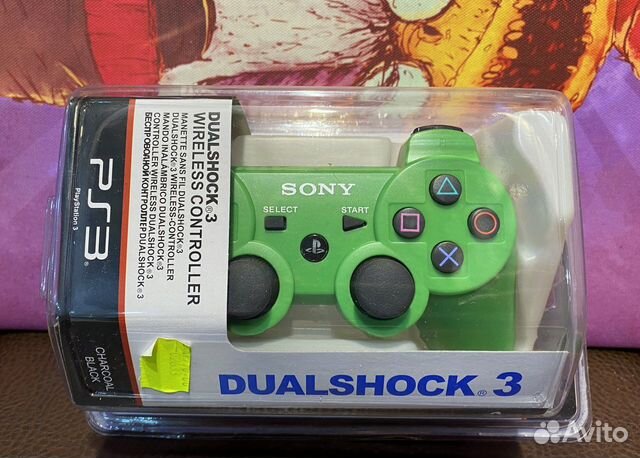 PS3
PlayStation 3
DUALSHOCK®3
WIRELESS CONTROLLER
MANETTE SANS FIL DUALSHOCK®3
DUALSHOCK®3 WIRELESS-CONTROLLER
MANDO INALÁMBRICO DUALSHOCK®3
CONTROLLER WIRELESS DUALSHOCK®3
БЕСПРОВОДНОЙ КОНТРОЛЛЕР DUALSHOCK®3
CHARCOAL
BLACK
SONY
SELECT START
DUALSHOCK® 3
Avito